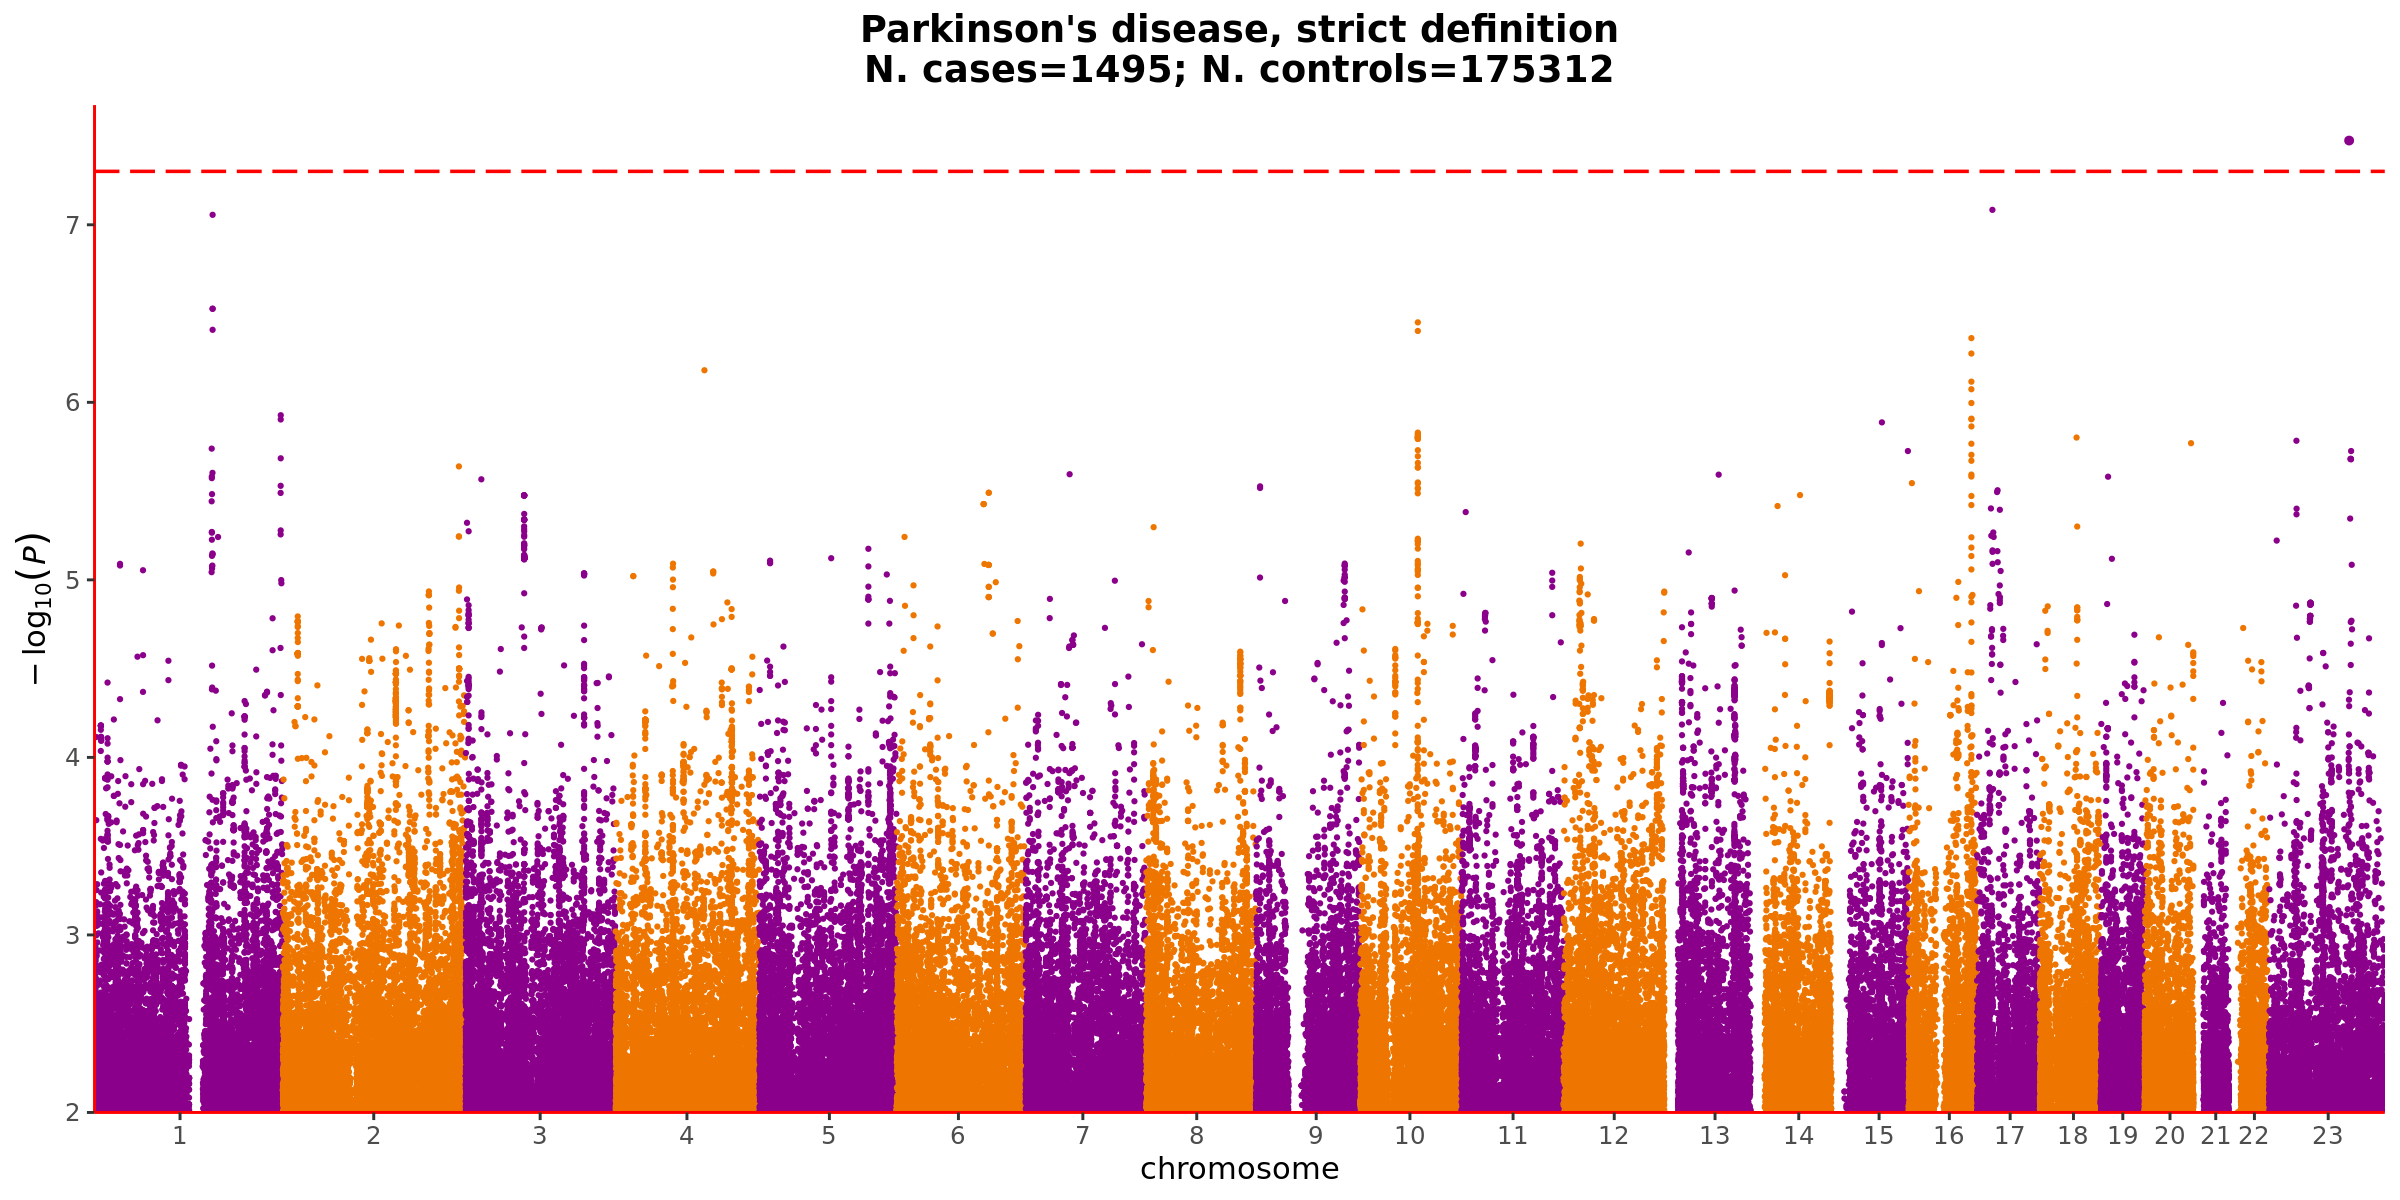 Parkinson's disease, strict definition
N. cases=1495; N. controls=175312
−log10(P)
7
6
5
4
3
2
1 2 3 4 5 6 7 8 9 10 11 12 13 14 15 16 17 18 19 20 21 22 23
chromosome